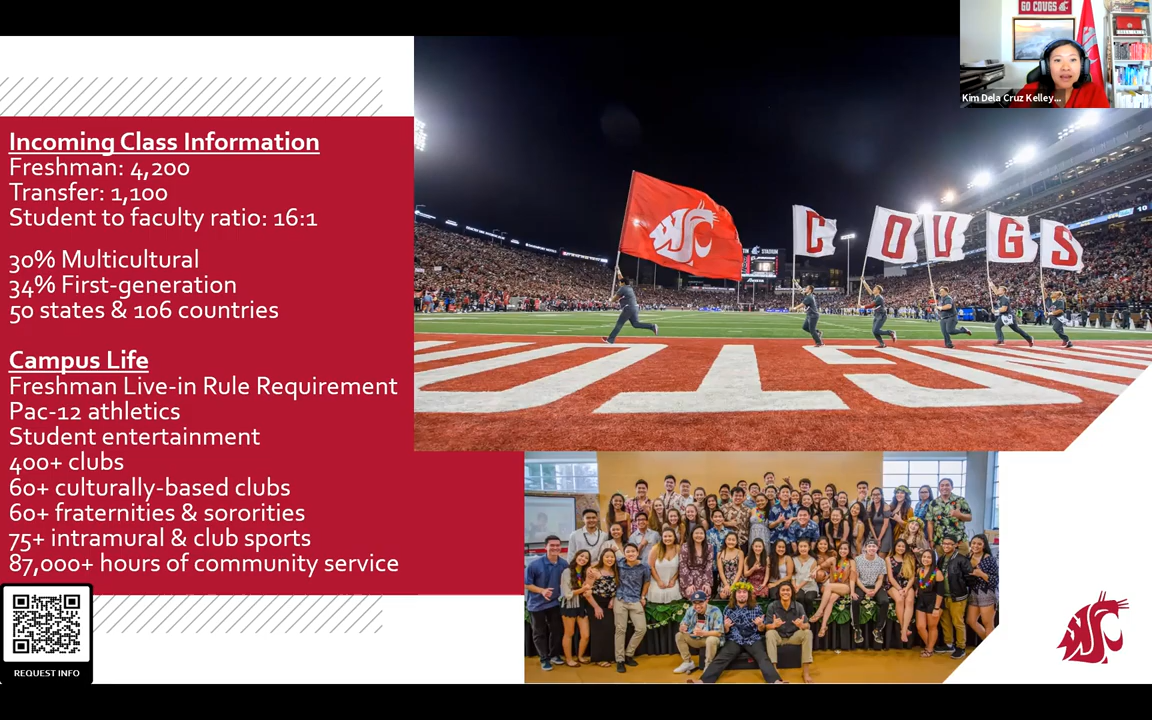 GO COUGS
Kim Dela Cruz Kelley...
Incoming Class Information
Freshman: 4,200
Transfer: 1,100
Student to faculty ratio: 16:1
30% Multicultural
34% First-generation
50 states & 106 countries
Campus Life
Freshman Live-in Rule Requirement
Pac-12 athletics
Student entertainment
400+ clubs
60+ culturally-based clubs
60+ fraternities & sororities
75+ intramural & club sports
87,000+ hours of community service
REQUEST INFO
WSC
C O U G S
WSC